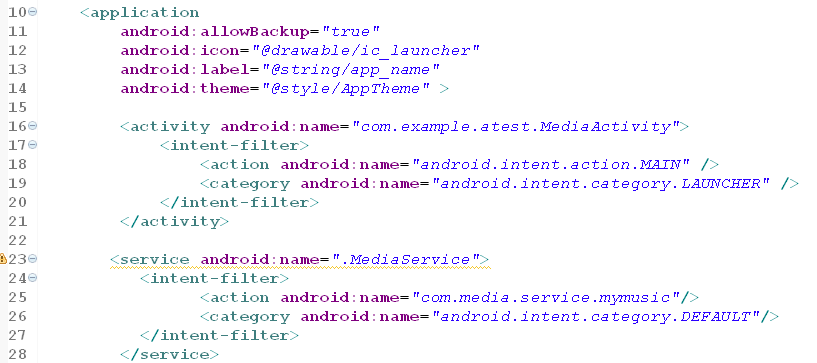 10 <application
11 android:allowBackup="true"
12 android:icon="@drawable/ic_launcher"
13 android:label="@string/app_name"
14 android:theme="@style/AppTheme" >
15
16 <activity android:name="com.example.atest.MediaActivity">
17 <intent-filter>
18 <action android:name="android.intent.action.MAIN" />
19 <category android:name="android.intent.category.LAUNCHER" />
20 </intent-filter>
21 </activity>
22
23 <service android:name=".MediaService">
24 <intent-filter>
25 <action android:name="com.media.service.mymusic"/>
26 <category android:name="android.intent.category.DEFAULT"/>
27 </intent-filter>
28 </service>